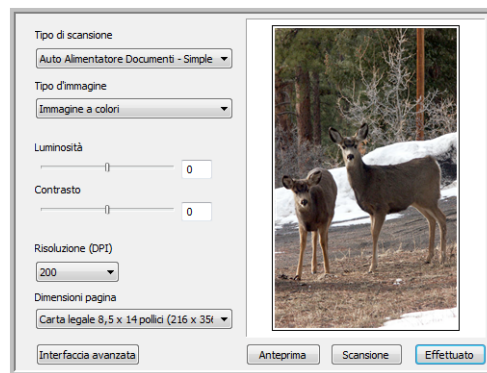 Tipo di scansione
Auto Alimentatore Documenti - Simple
Tipo d'immagine
Immagine a colori
Luminosità
0
Contrasto
0
Risoluzione (DPI)
200
Dimensioni pagina
Carta legale 8,5 x 14 pollici (216 x
Interfaccia avanzata
Anteprima
Scansione
Effettuato